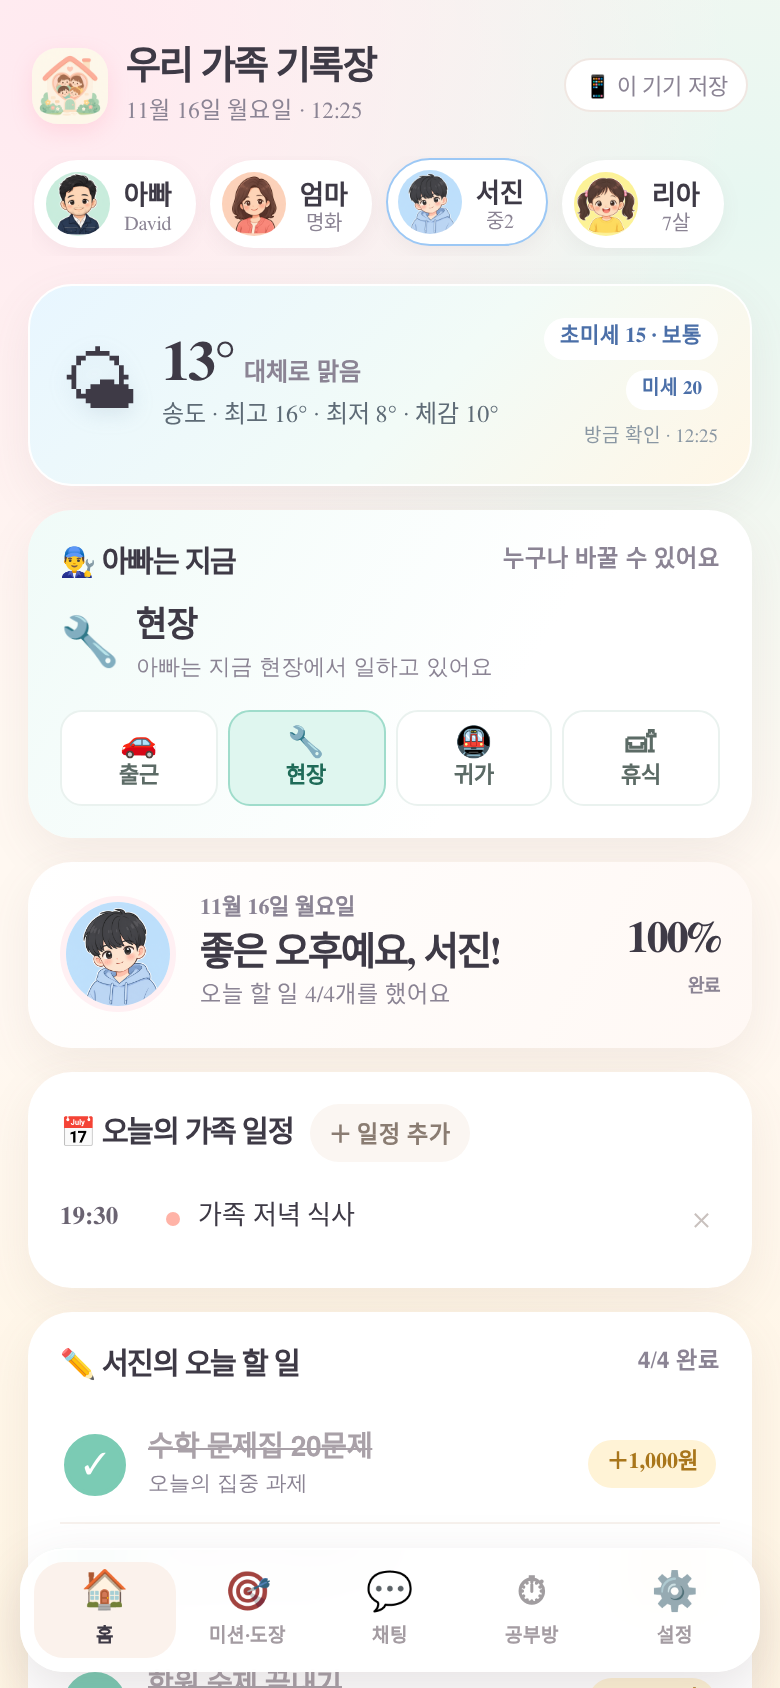 우리 가족 기록장
11월 16일 월요일 · 12:25
이 기기 저장
아빠
David
엄마
명화
서진
중2
리아
7살
13° 대체로 맑음
송도 · 최고 16° · 최저 8° · 체감 10°
초미세 15 · 보통
미세 20
방금 확인 · 12:25
아빠는 지금
누구나 바꿀 수 있어요
현장
아빠는 지금 현장에서 일하고 있어요
출근
현장
귀가
휴식
11월 16일 월요일
좋은 오후예요, 서진!
오늘 할 일 4/4개를 했어요
100%
완료
오늘의 가족 일정
+ 일정 추가
19:30
가족 저녁 식사
×
서진의 오늘 할 일
4/4 완료
수학 문제집 20문제
오늘의 집중 과제
+1,000원
홈
미션·도장
채팅
공부방
설정
학원 숙제 끝내기